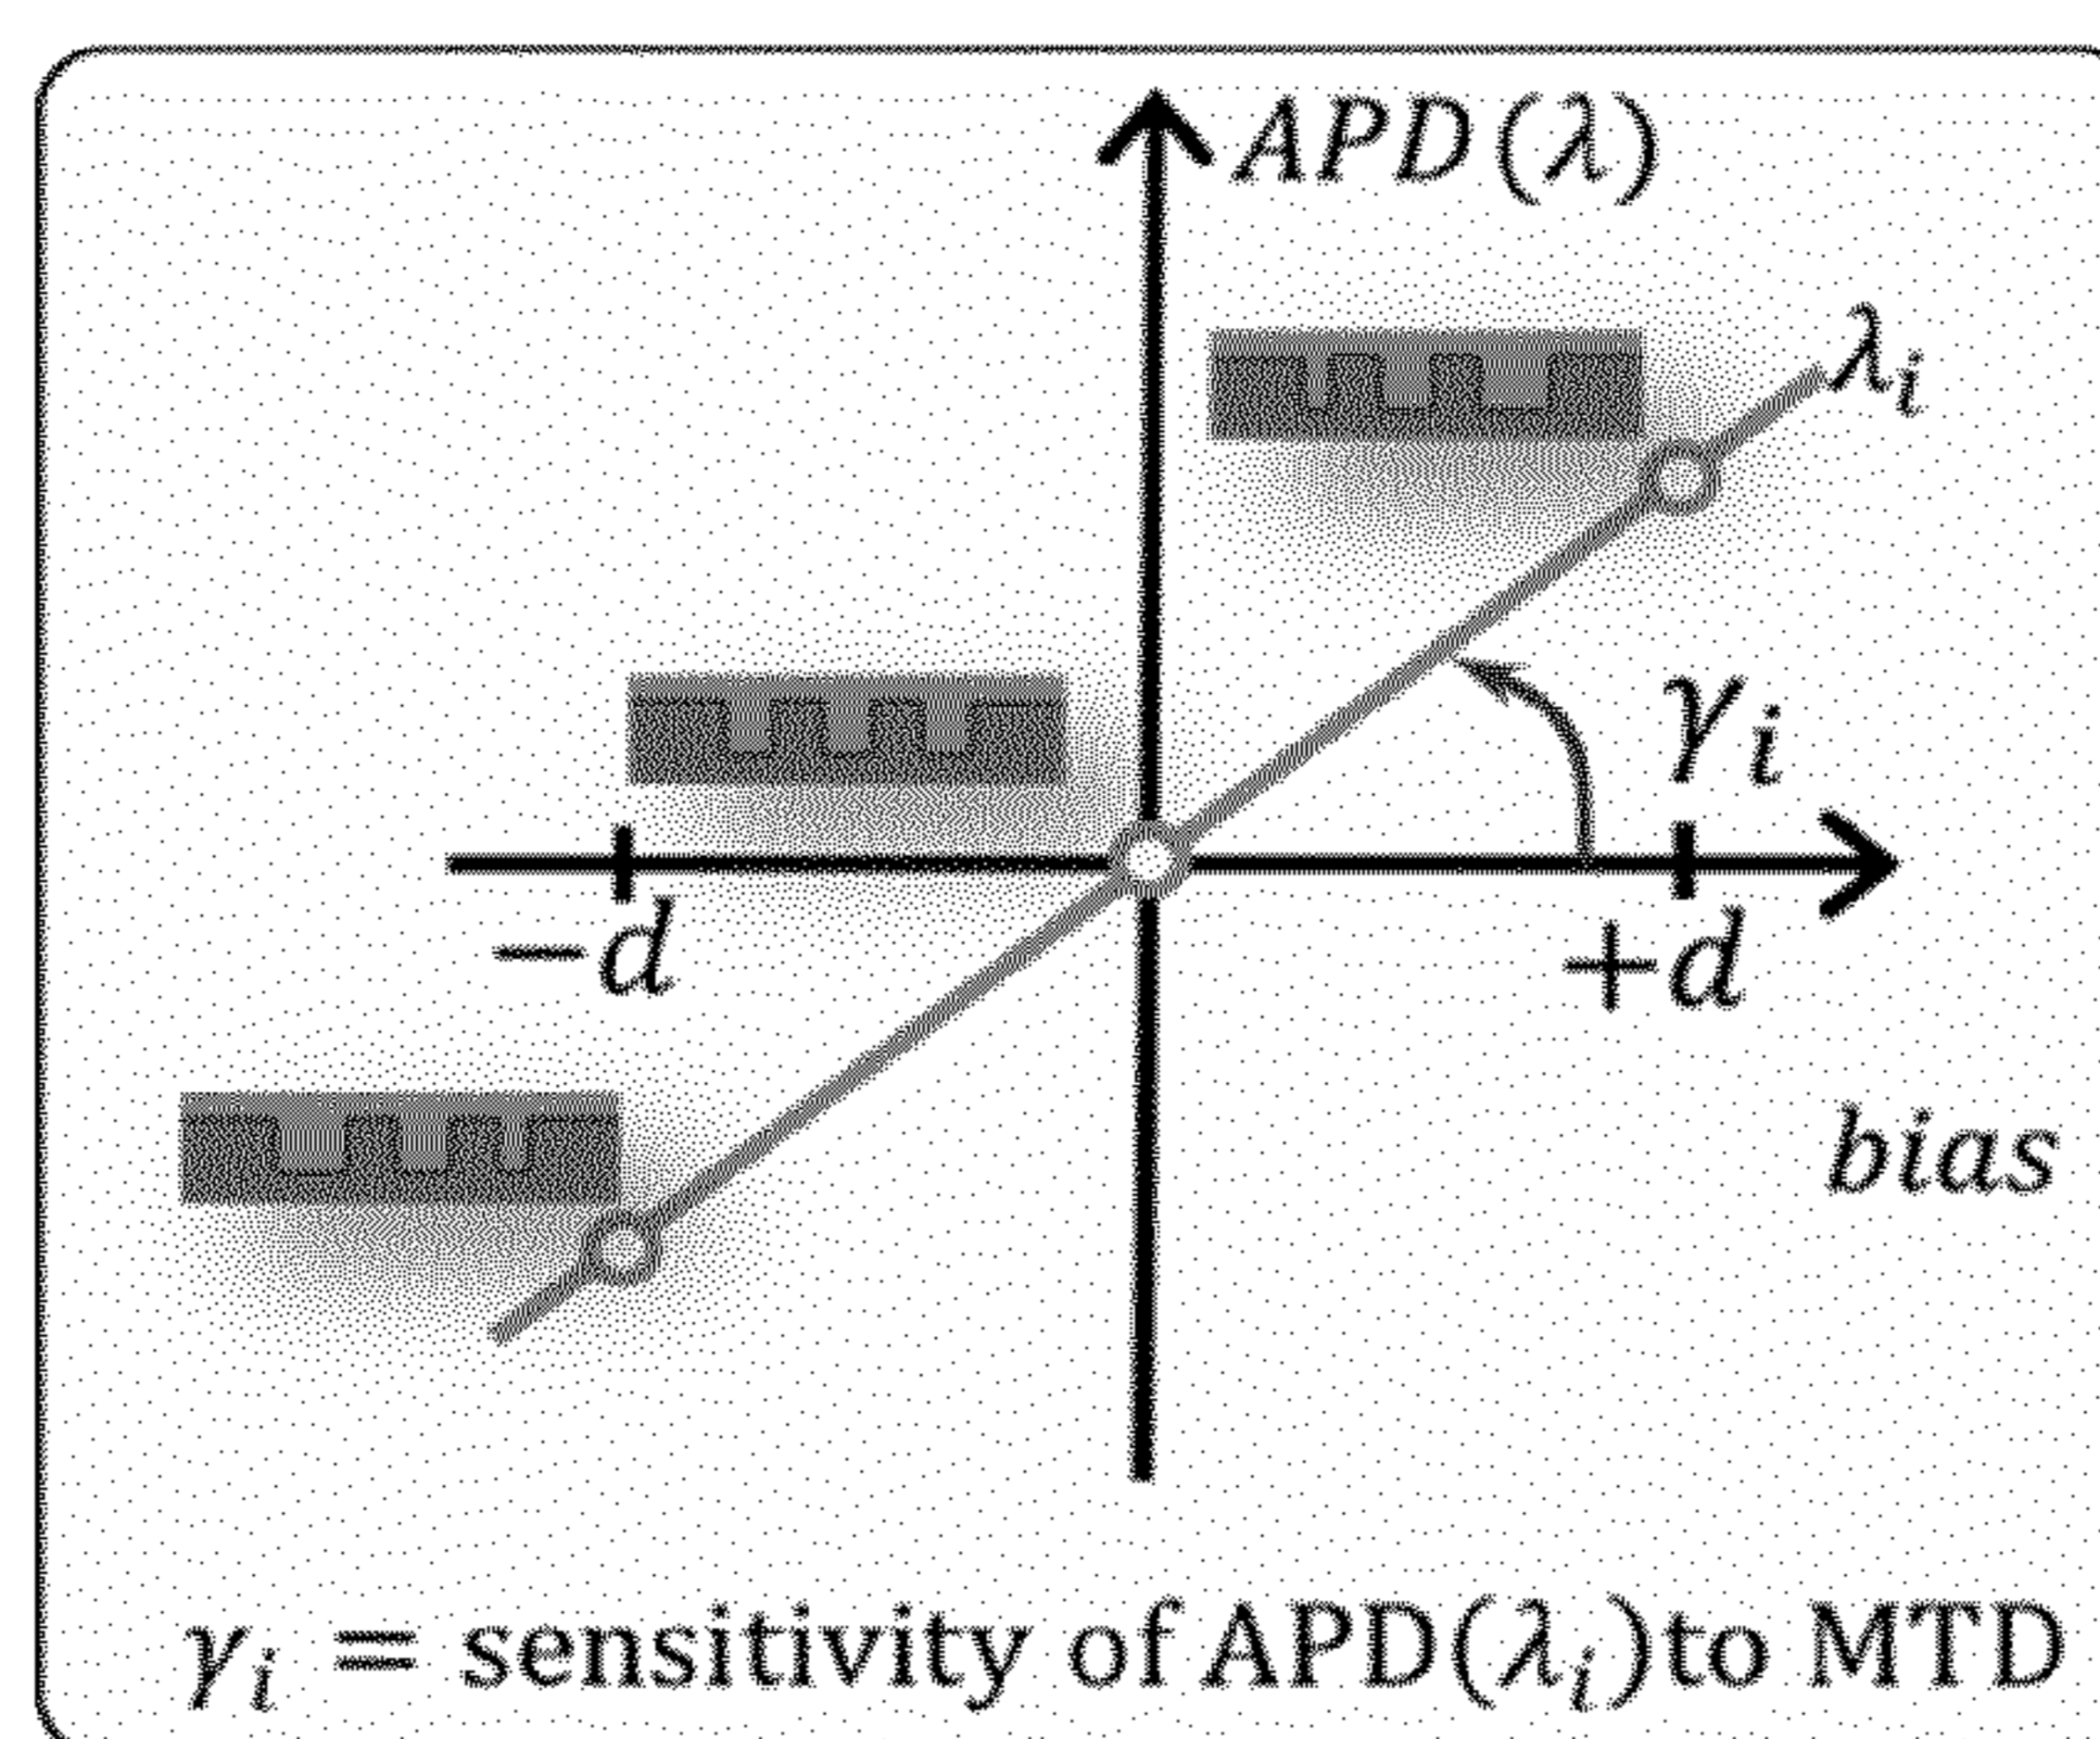 APD(λ)
λi
γi
−d
+d
bias
γi = sensitivity of APD(λi)to MTD